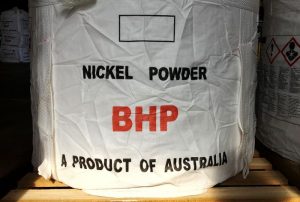 NICKEL POWDER
BHP
A PRODUCT OF AUSTRALIA